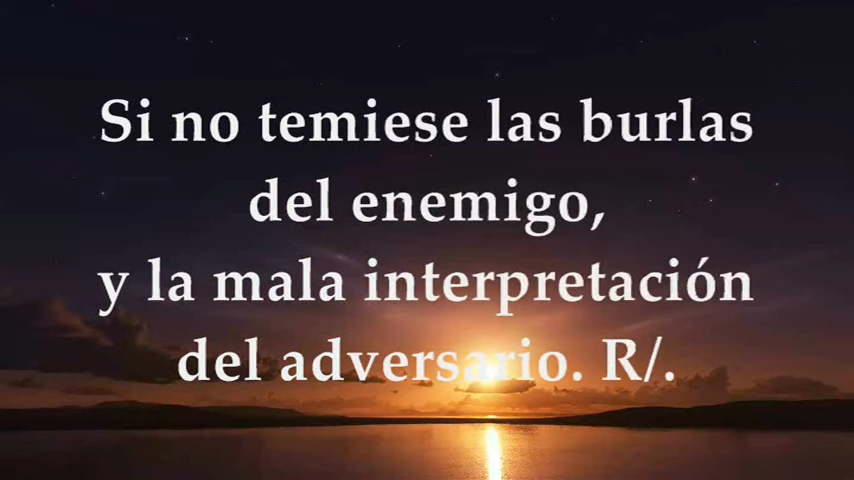 Si no temiese las burlas
del enemigo,
y la mala interpretación
del adversario. R/.